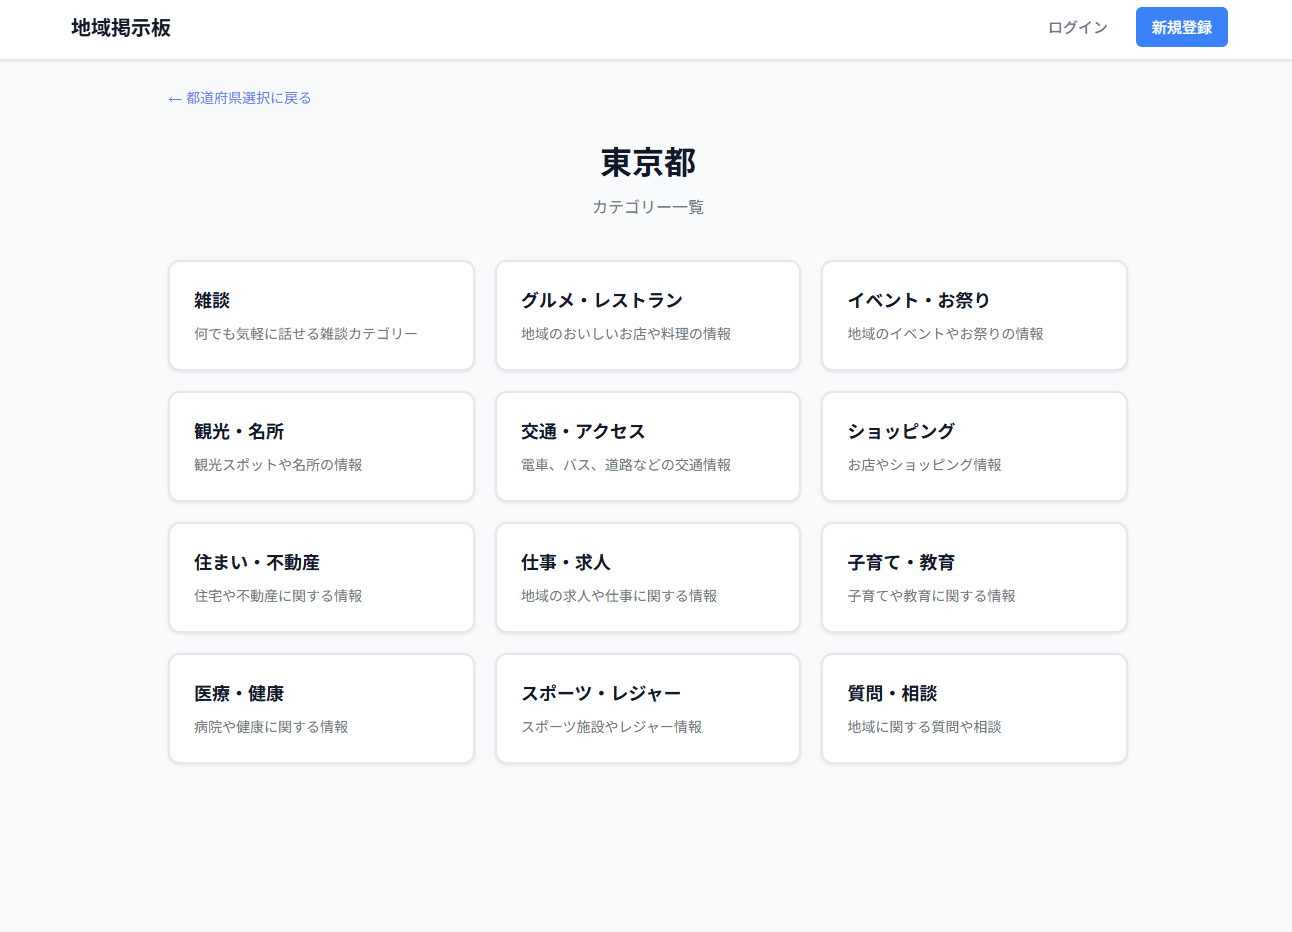 地域掲示板
ログイン
新規登録
← 都道府県選択に戻る
東京都
カテゴリー一覧
雑談
何でも気軽に話せる雑談カテゴリー
グルメ・レストラン
地域のおいしいお店や料理の情報
イベント・お祭り
地域のイベントやお祭りの情報
観光・名所
観光スポットや名所の情報
交通・アクセス
電車、バス、道路などの交通情報
ショッピング
お店やショッピング情報
住まい・不動産
住宅や不動産に関する情報
仕事・求人
地域の求人や仕事に関する情報
子育て・教育
子育てや教育に関する情報
医療・健康
病院や健康に関する情報
スポーツ・レジャー
スポーツ施設やレジャー情報
質問・相談
地域に関する質問や相談